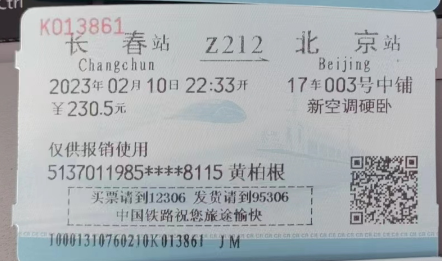 Ctrl
K013861
长 春 站 Z212 北 京 站
Changchun Beijing
2023年02月10日22:33开 17车003号中铺
￥230.5元 新空调硬卧
仅供报销使用
5137011985****8115 黄柏根
买票请到12306 发货请到95306
中国铁路祝您旅途愉快
10001310760210K013861 JM